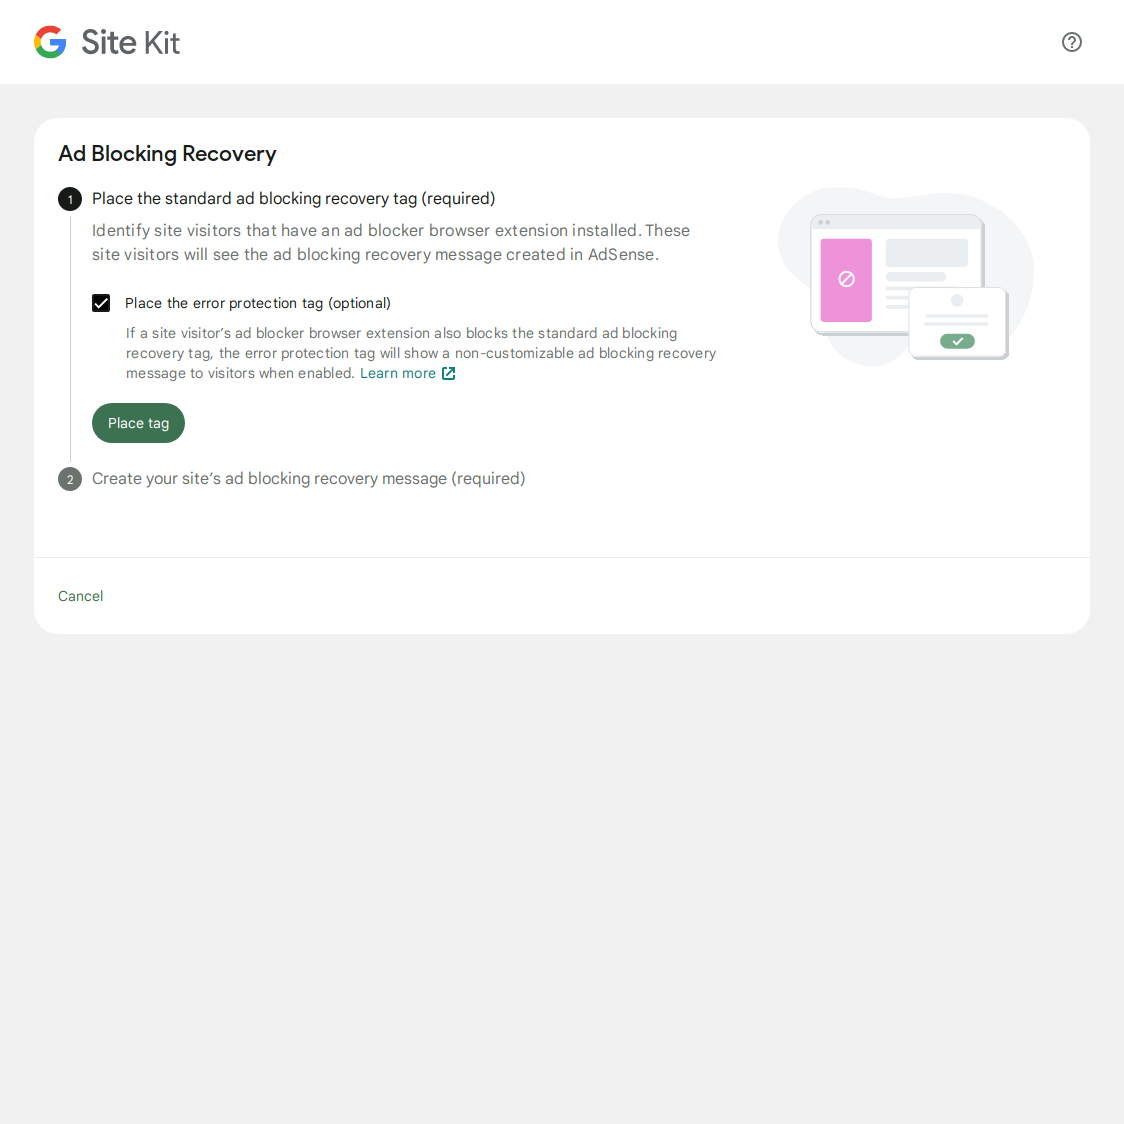 Site Kit
Ad Blocking Recovery
1 Place the standard ad blocking recovery tag (required)
Identify site visitors that have an ad blocker browser extension installed. These
site visitors will see the ad blocking recovery message created in AdSense.
Place the error protection tag (optional)
If a site visitor’s ad blocker browser extension also blocks the standard ad blocking
recovery tag, the error protection tag will show a non-customizable ad blocking recovery
message to visitors when enabled. Learn more
Place tag
2 Create your site’s ad blocking recovery message (required)
Cancel